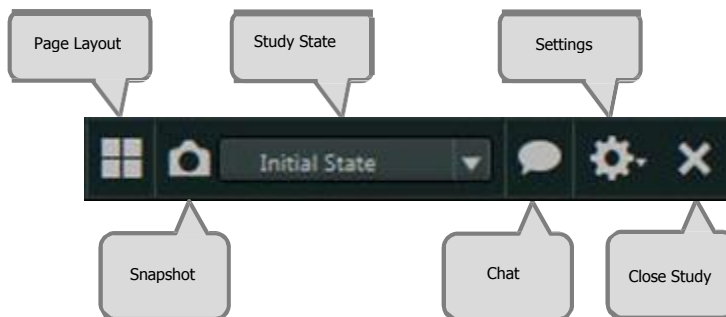 Page Layout
Study State
Settings
Initial State
Snapshot
Chat
Close Study